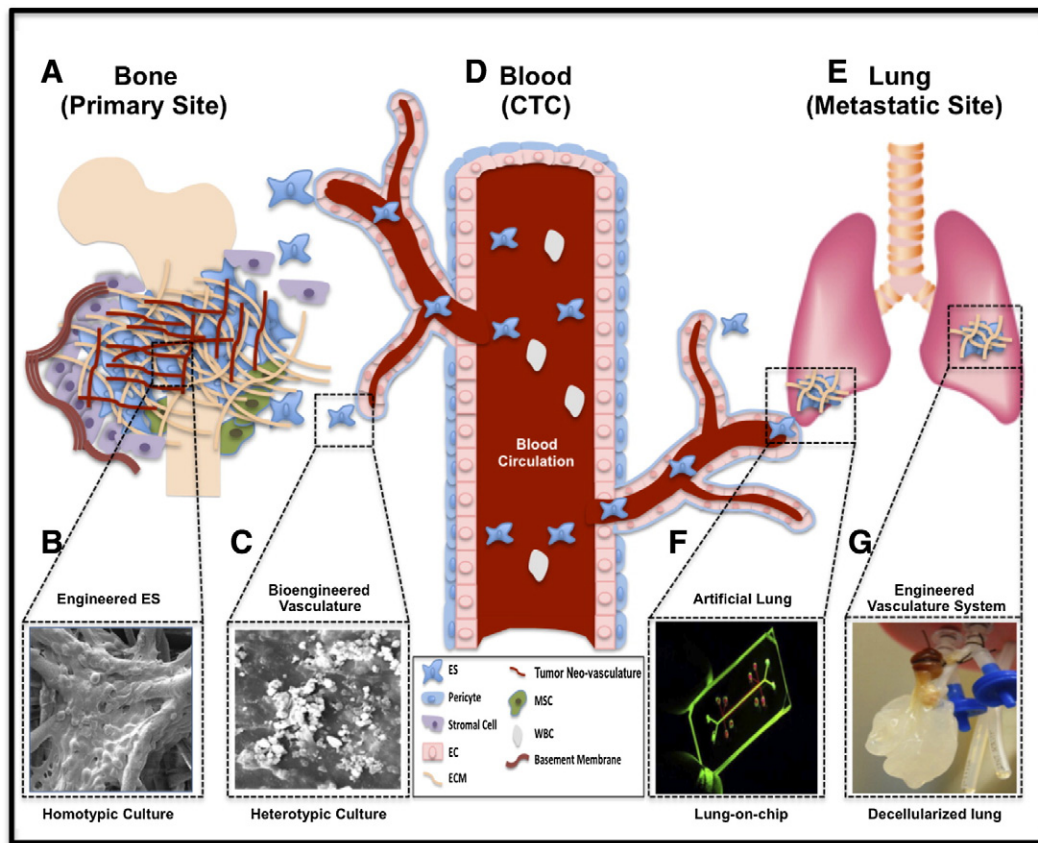 A
Bone
(Primary Site)
D
Blood
(CTC)
E
Lung
(Metastatic Site)
Blood
Circulation
B
Engineered ES
Homotypic Culture
C
Bioengineered
Vasculature
Heterotypic Culture
ES
Pericyte
Stromal Cell
EC
ECM
Tumor Neo-vasculature
MSC
WBC
Basement Membrane
F
Artificial Lung
Lung-on-chip
G
Engineered
Vasculature System
Decellularized lung